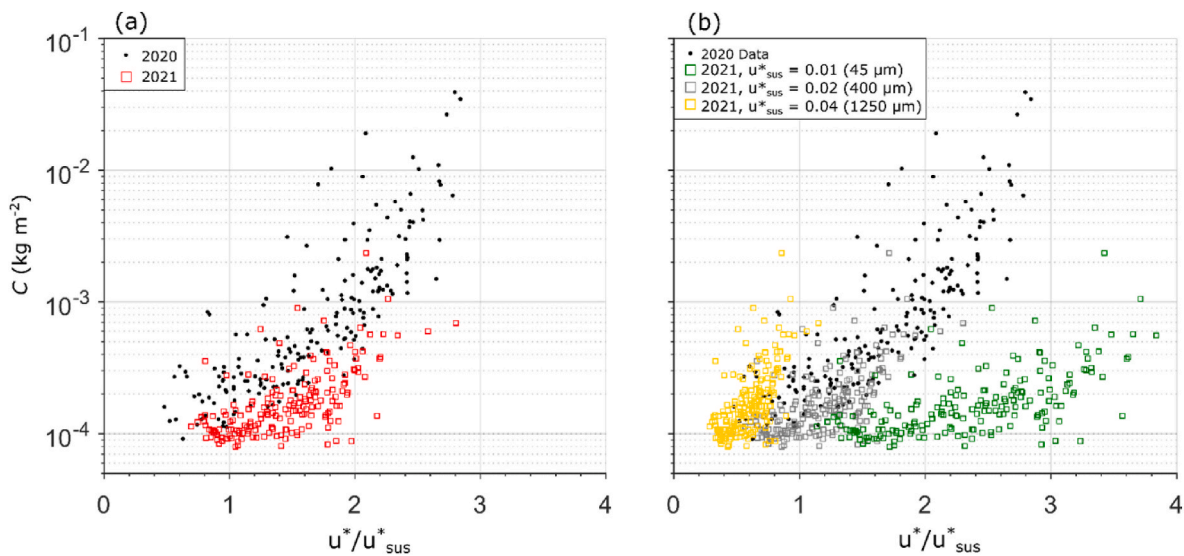 (a)
10⁻¹
2020
2021
10⁻²
10⁻³
10⁻⁴
C (kg m⁻²)
0 1 2 3 4
u*/u*sus
(b)
2020 Data
2021, u*sus = 0.01 (45 µm)
2021, u*sus = 0.02 (400 µm)
2021, u*sus = 0.04 (1250 µm)
0 1 2 3 4
u*/u*sus